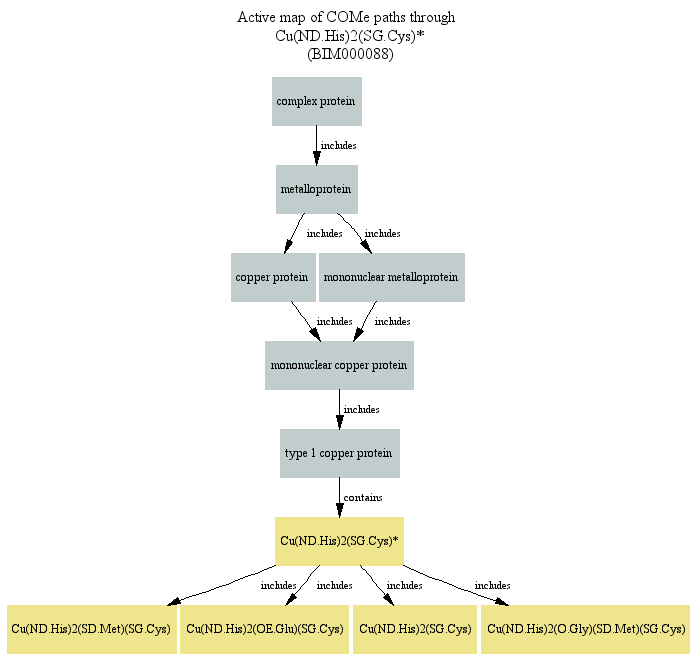 Active map of COMe paths through
Cu(ND.His)2(SG.Cys)*
(BIM000088)
complex protein
includes
metalloprotein
includes
includes
copper protein
mononuclear metalloprotein
includes
includes
mononuclear copper protein
includes
type 1 copper protein
contains
Cu(ND.His)2(SG.Cys)*
includes
includes
includes
includes
Cu(ND.His)2(SD.Met)(SG.Cys)
Cu(ND.His)2(OE.Glu)(SG.Cys)
Cu(ND.His)2(SG.Cys)
Cu(ND.His)2(O.Gly)(SD.Met)(SG.Cys)